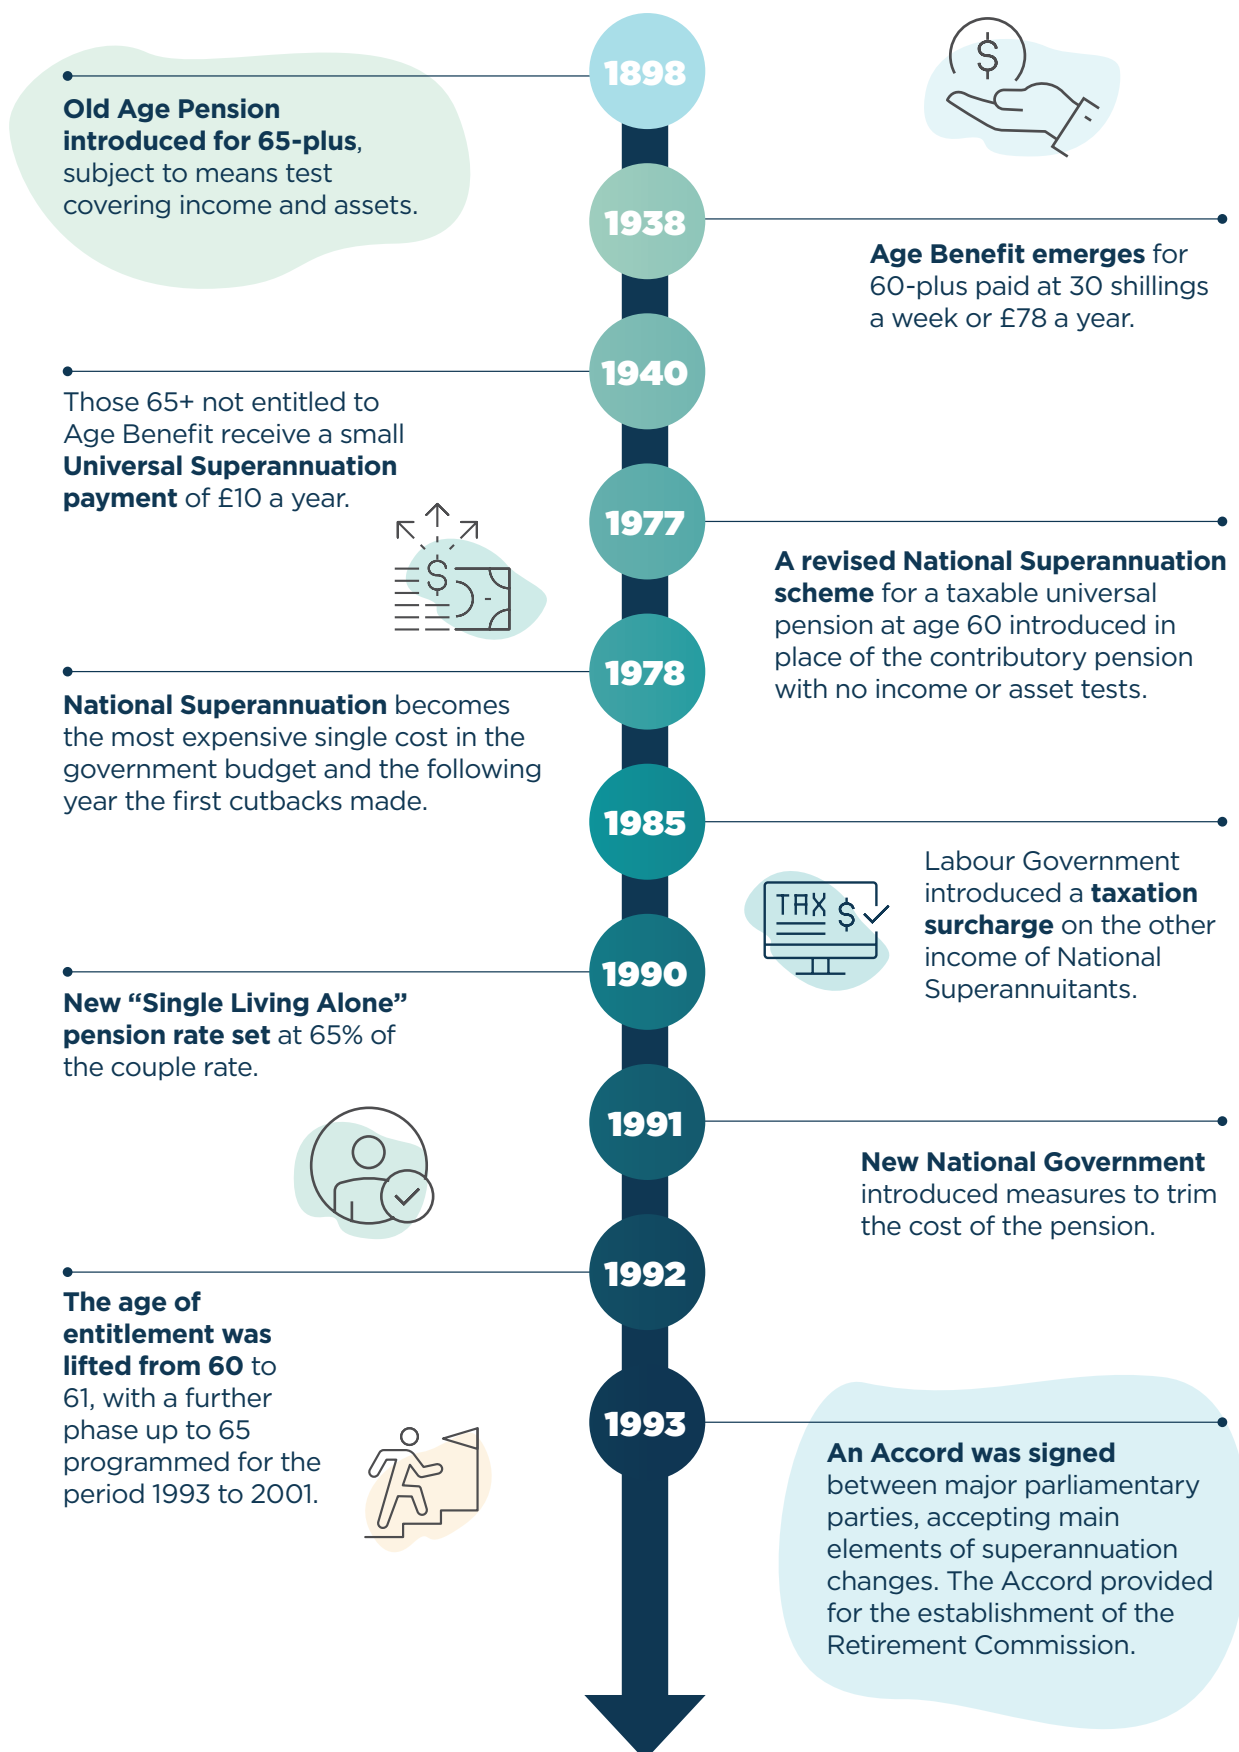 1898
Old Age Pension
introduced for 65-plus,
subject to means test
covering income and assets.
$
1938
Age Benefit emerges for
60-plus paid at 30 shillings
a week or £78 a year.
1940
Those 65+ not entitled to
Age Benefit receive a small
Universal Superannuation
payment of £10 a year.
$
1977
A revised National Superannuation
scheme for a taxable universal
pension at age 60 introduced in
place of the contributory pension
with no income or asset tests.
1978
National Superannuation becomes
the most expensive single cost in the
government budget and the following
year the first cutbacks made.
1985
TAX $
Labour Government
introduced a taxation
surcharge on the other
income of National
Superannuitants.
1990
New “Single Living Alone”
pension rate set at 65% of
the couple rate.
1991
New National Government
introduced measures to trim
the cost of the pension.
1992
The age of
entitlement was
lifted from 60 to
61, with a further
phase up to 65
programmed for the
period 1993 to 2001.
1993
An Accord was signed
between major parliamentary
parties, accepting main
elements of superannuation
changes. The Accord provided
for the establishment of the
Retirement Commission.